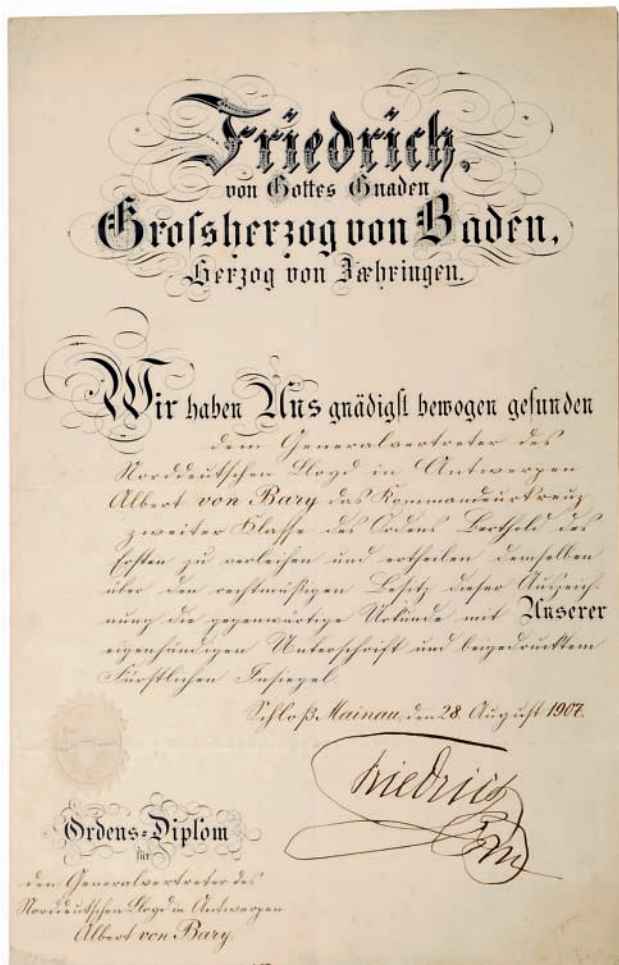 Friedrich,
von Gottes Gnaden
Grossherzog von Baden,
Herzog von Zæhringen.
Wir haben Uns gnädigst bewogen gefunden
dem Generalvertreter des
Norddeutschen Lloyd in Antwerpen
Albert von Bary das Kommandeurkreuz
zweiter Klasse des Ordens Berthold des
Ersten zu verleihen und ertheilen demselben
über den rechtmäßigen Besitz dieser Auszeich-
nung die gegenwärtige Urkunde mit Unserer
eigenhändigen Unterschrift und beigedrucktem
Fürstlichen Insiegel.
Schloß Mainau, den 28. August 1907.
Friedrich
Ordens-Diplom
für
den Generalvertreter des
Norddeutschen Lloyd in Antwerpen
Albert von Bary.